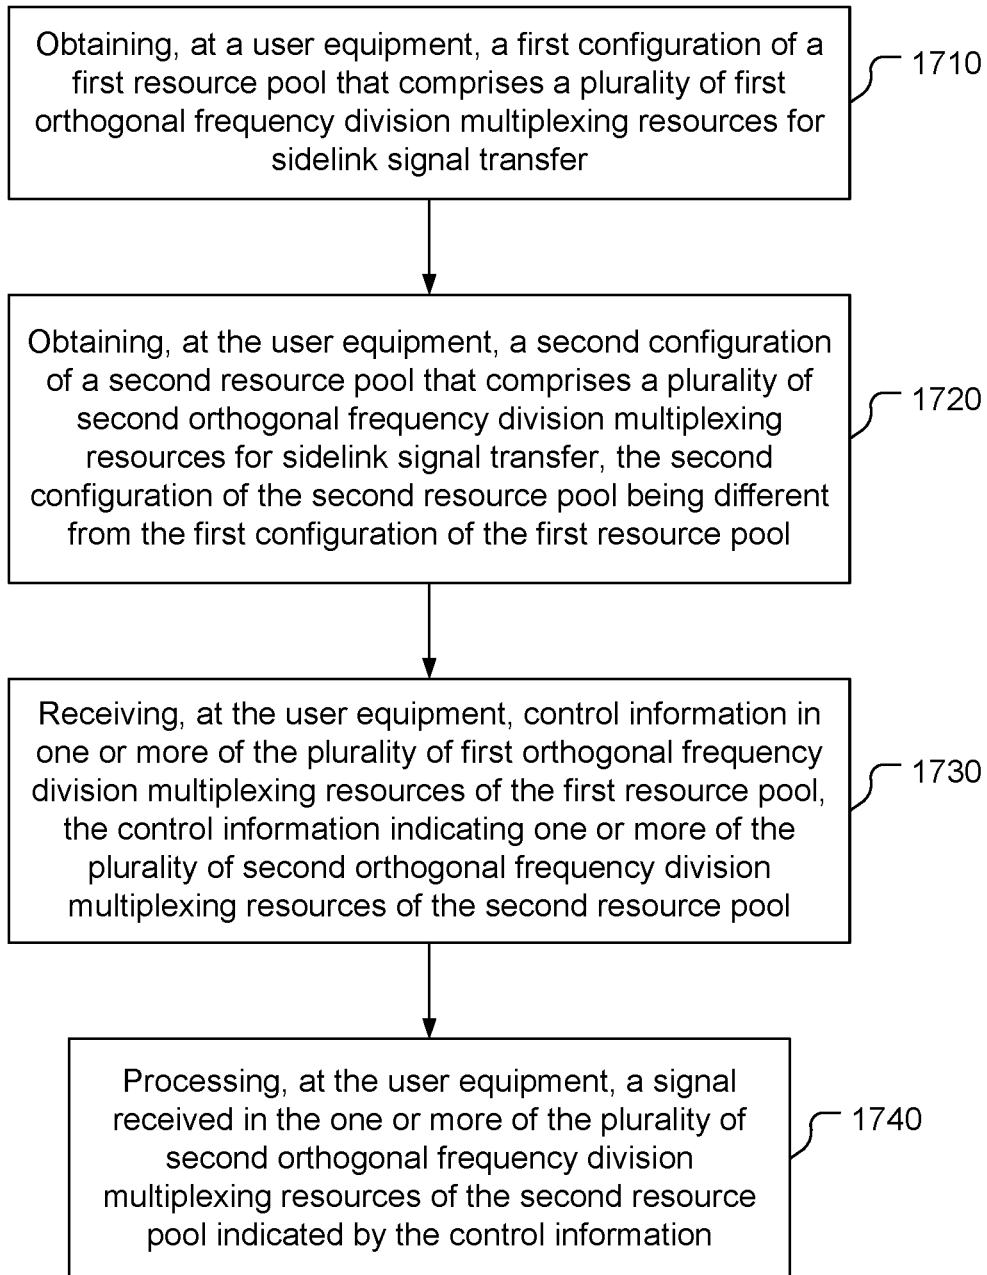 Obtaining, at a user equipment, a first configuration of a
first resource pool that comprises a plurality of first
orthogonal frequency division multiplexing resources for
sidelink signal transfer
1710
Obtaining, at the user equipment, a second configuration
of a second resource pool that comprises a plurality of
second orthogonal frequency division multiplexing
resources for sidelink signal transfer, the second
configuration of the second resource pool being different
from the first configuration of the first resource pool
1720
Receiving, at the user equipment, control information in
one or more of the plurality of first orthogonal frequency
division multiplexing resources of the first resource pool,
the control information indicating one or more of the
plurality of second orthogonal frequency division
multiplexing resources of the second resource pool
1730
Processing, at the user equipment, a signal
received in the one or more of the plurality of
second orthogonal frequency division
multiplexing resources of the second resource
pool indicated by the control information
1740